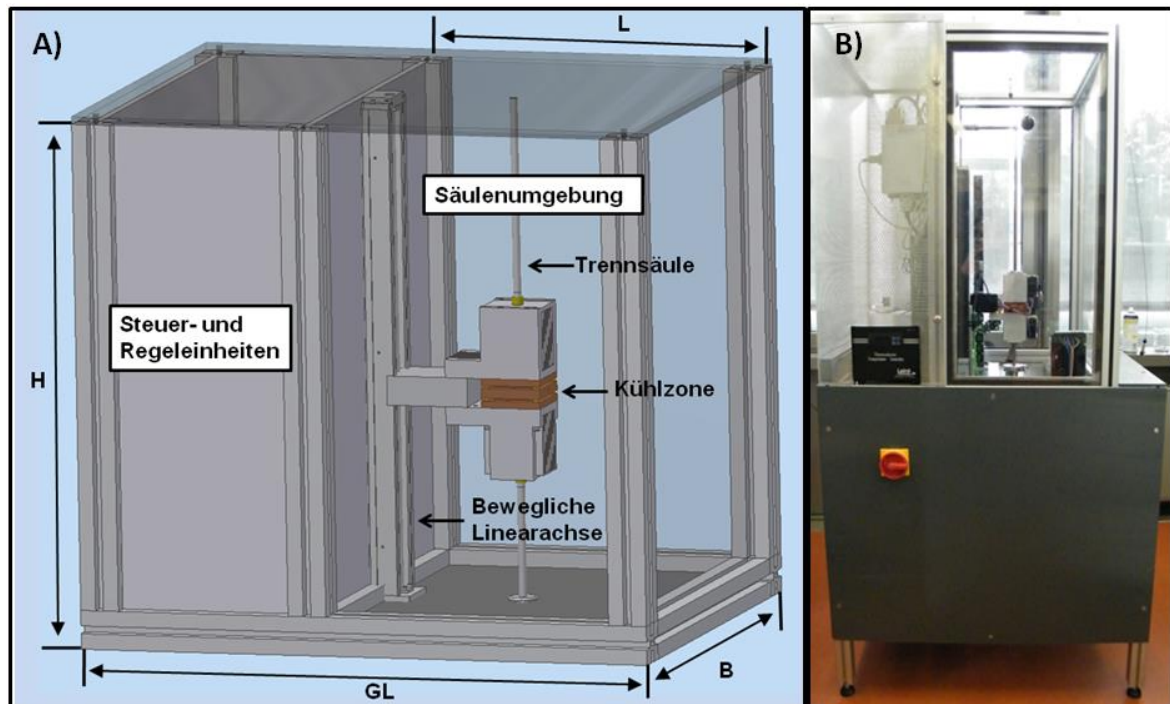 A)
L
Säulenumgebung
Trennsäule
Steuer- und
Regeleinheiten
H
Kühlzone
Bewegliche
Linearachse
B
GL
B)